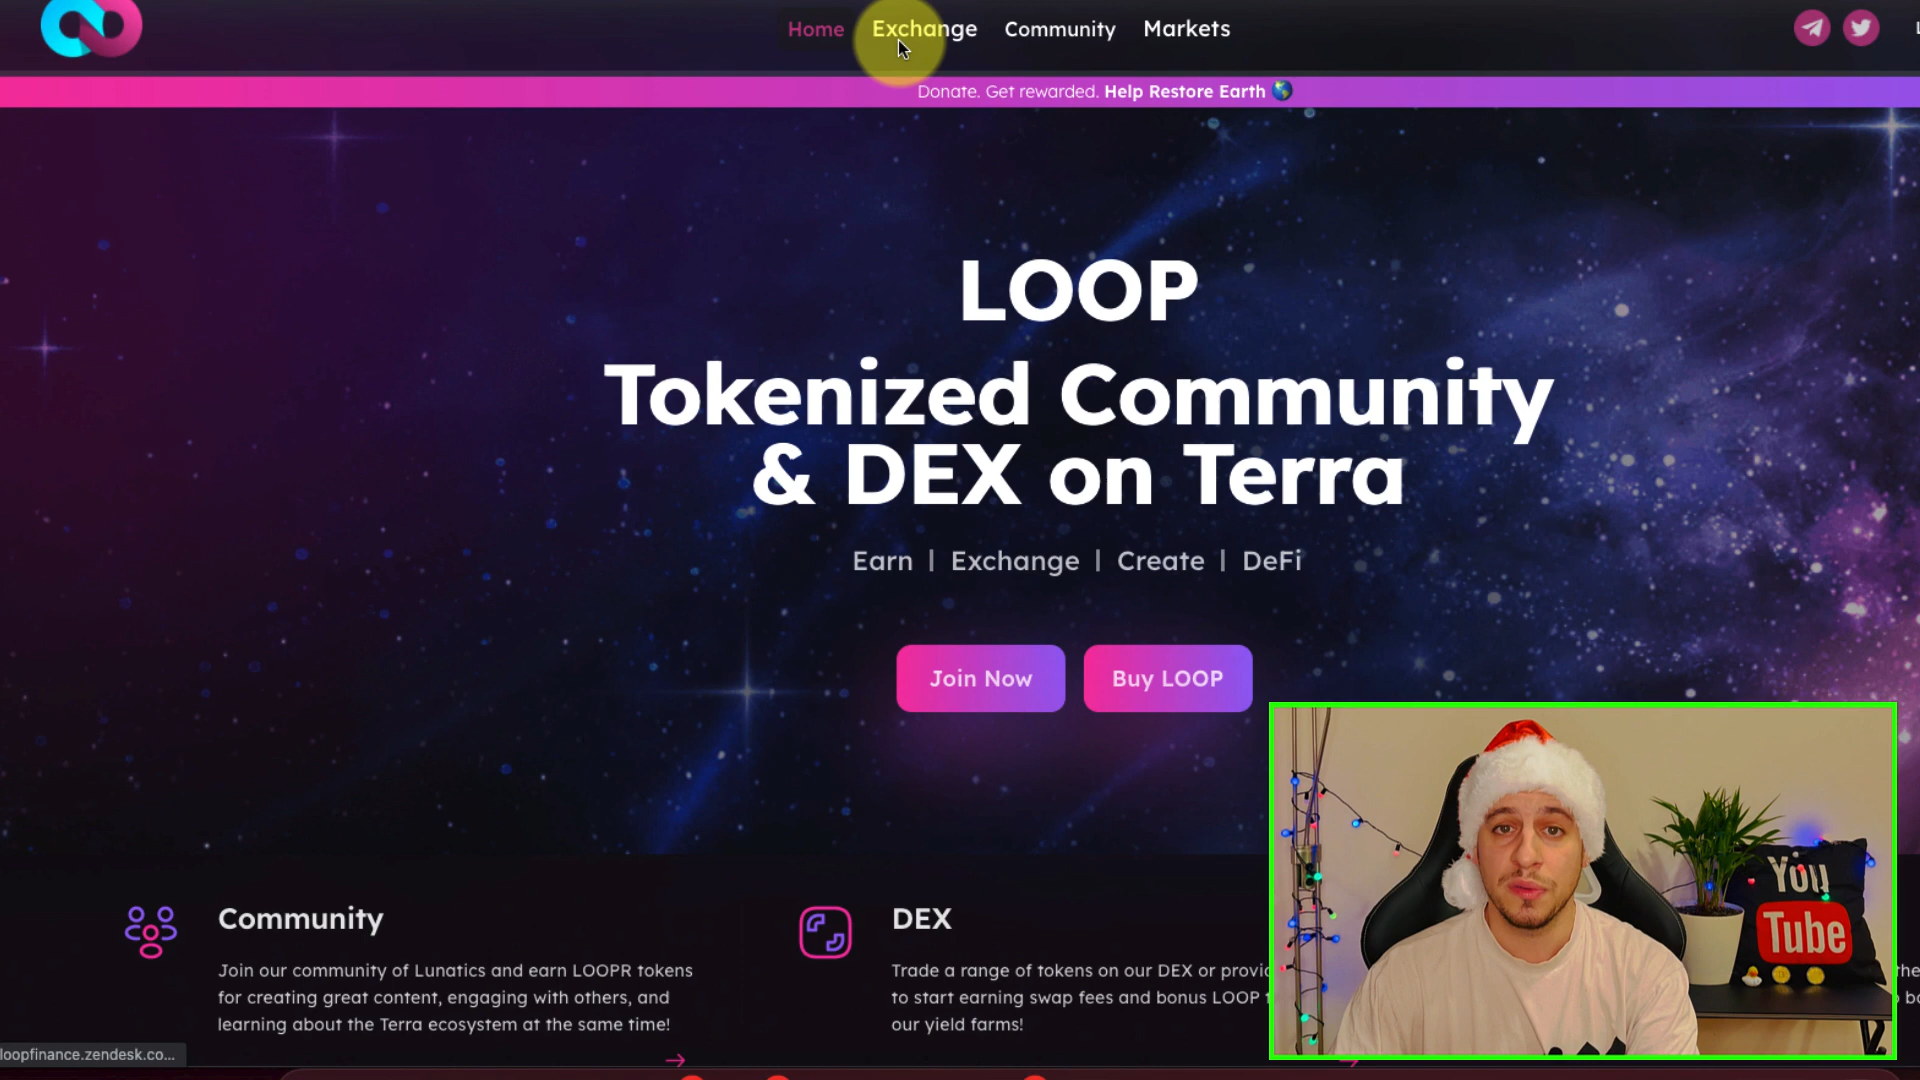 Home Exchange Community Markets
Donate. Get rewarded. Help Restore Earth
LOOP
Tokenized Community
& DEX on Terra
Earn | Exchange | Create | DeFi
Join Now Buy LOOP
Community
Join our community of Lunatics and earn LOOPR tokens
for creating great content, engaging with others, and
learning about the Terra ecosystem at the same time!
DEX
Trade a range of tokens on our DEX or provi
to start earning swap fees and bonus LOOP
our yield farms!
You
Tube
loopfinance.zendesk.co...